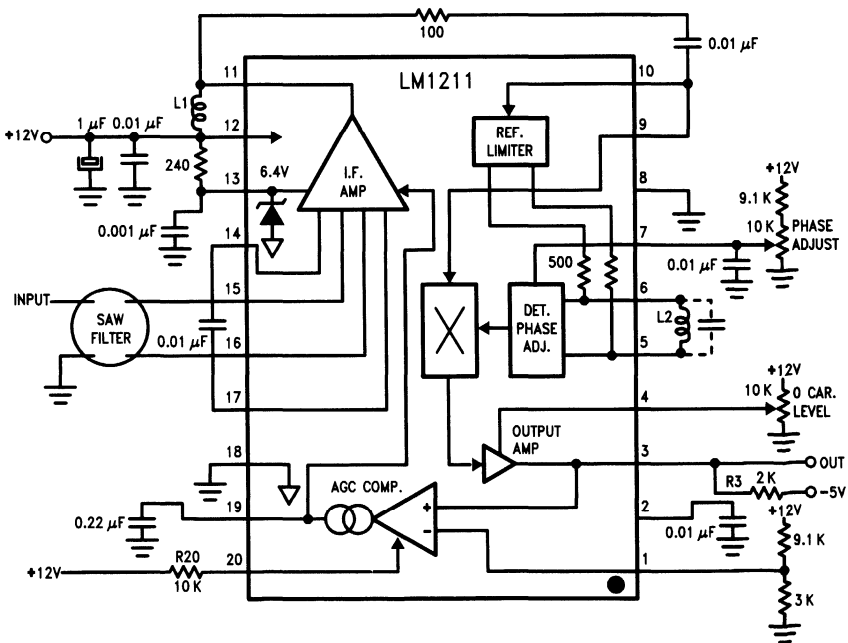 100
0.01 µF
11
LM1211
10
L1
+12V
1 µF 0.01 µF
12
REF.
LIMITER
9
240
6.4V
I.F.
AMP
13
8
+12V
9.1 K
0.001 µF
14
7
10 K PHASE
ADJUST
500
0.01 µF
INPUT
15
6
SAW
FILTER
DET.
PHASE
ADJ.
L2
0.01 µF
16
5
+12V
17
4
10 K
0 CAR.
LEVEL
OUTPUT
AMP
18
3
OUT
AGC COMP.
R3 2 K
-5V
19
2
+12V
0.22 µF
+
0.01 µF
9.1 K
-
R20
20
1
+12V
10 K
3 K